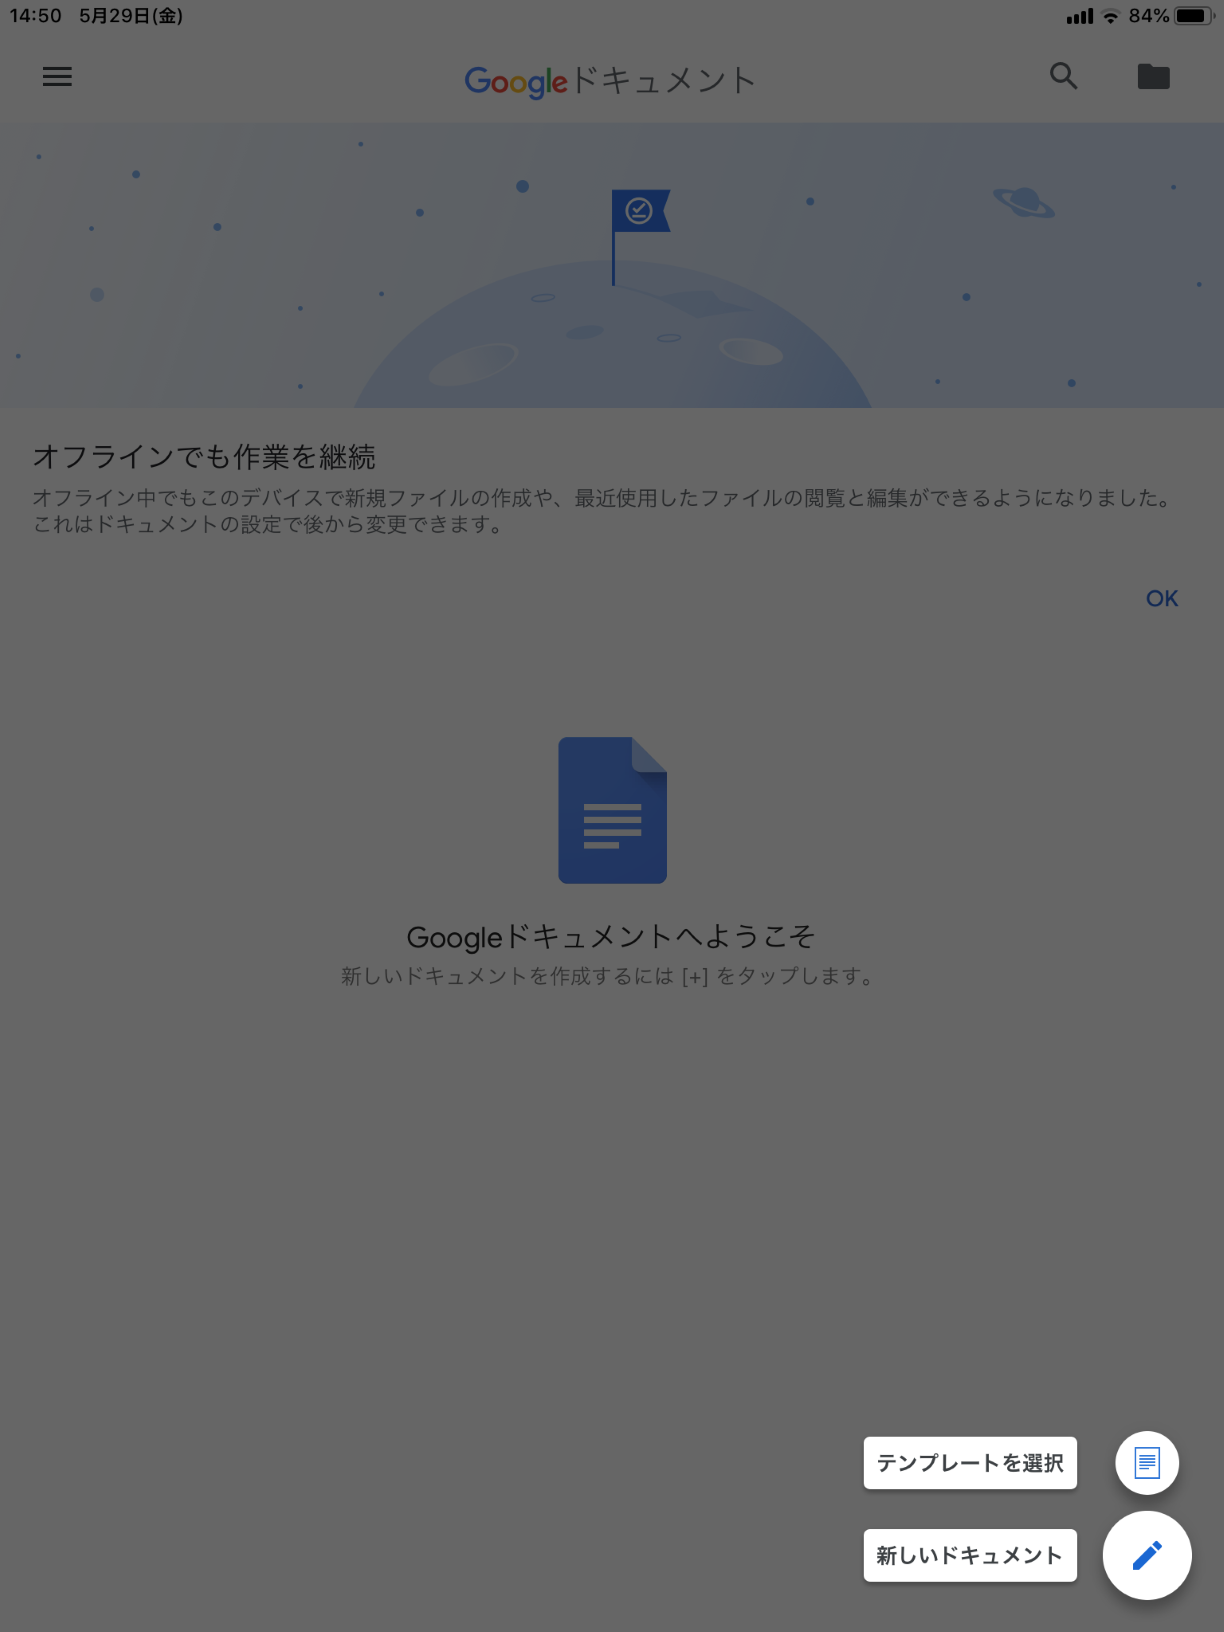 14:50 5月29日(金) 84%
Googleドキュメント
オフラインでも作業を継続
オフライン中でもこのデバイスで新規ファイルの作成や、最近使用したファイルの閲覧と編集ができるようになりました。
これはドキュメントの設定で後から変更できます。
OK
Googleドキュメントへようこそ
新しいドキュメントを作成するには [+] をタップします。
テンプレートを選択
新しいドキュメント